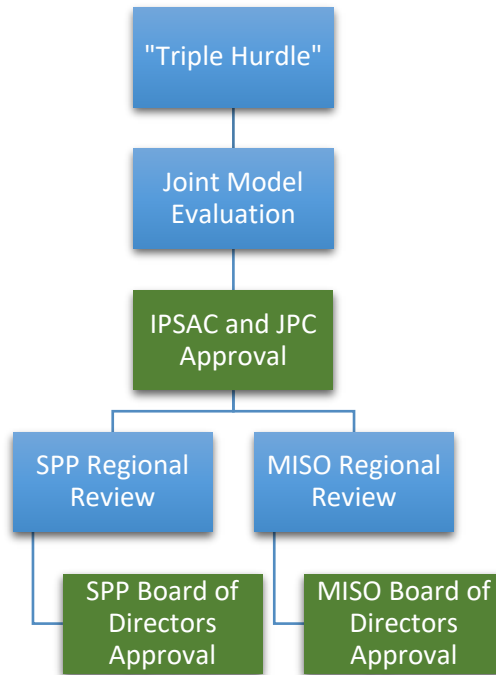 "Triple Hurdle"
Joint Model
Evaluation
IPSAC and JPC
Approval
SPP Regional
Review
MISO Regional
Review
SPP Board of
Directors
Approval
MISO Board of
Directors
Approval